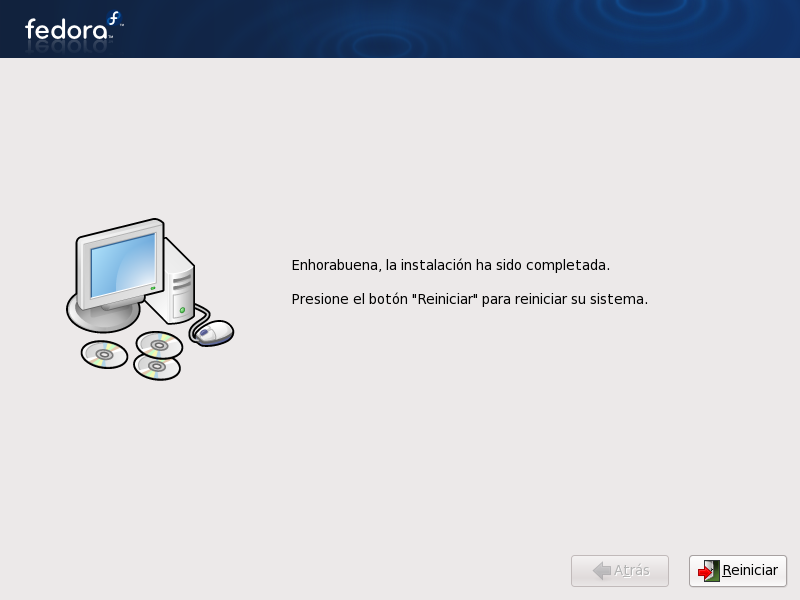 fedora
Enhorabuena, la instalación ha sido completada.
Presione el botón "Reiniciar" para reiniciar su sistema.
Atrás
Reiniciar